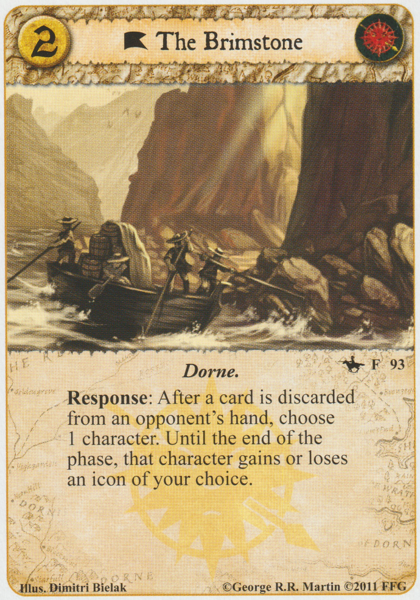 2 The Brimstone
Dorne.
F 93
Response: After a card is discarded
from an opponent's hand, choose
1 character. Until the end of the
phase, that character gains or loses
an icon of your choice.
Illus. Dimitri Bielak ©George R.R. Martin ©2011 FFG